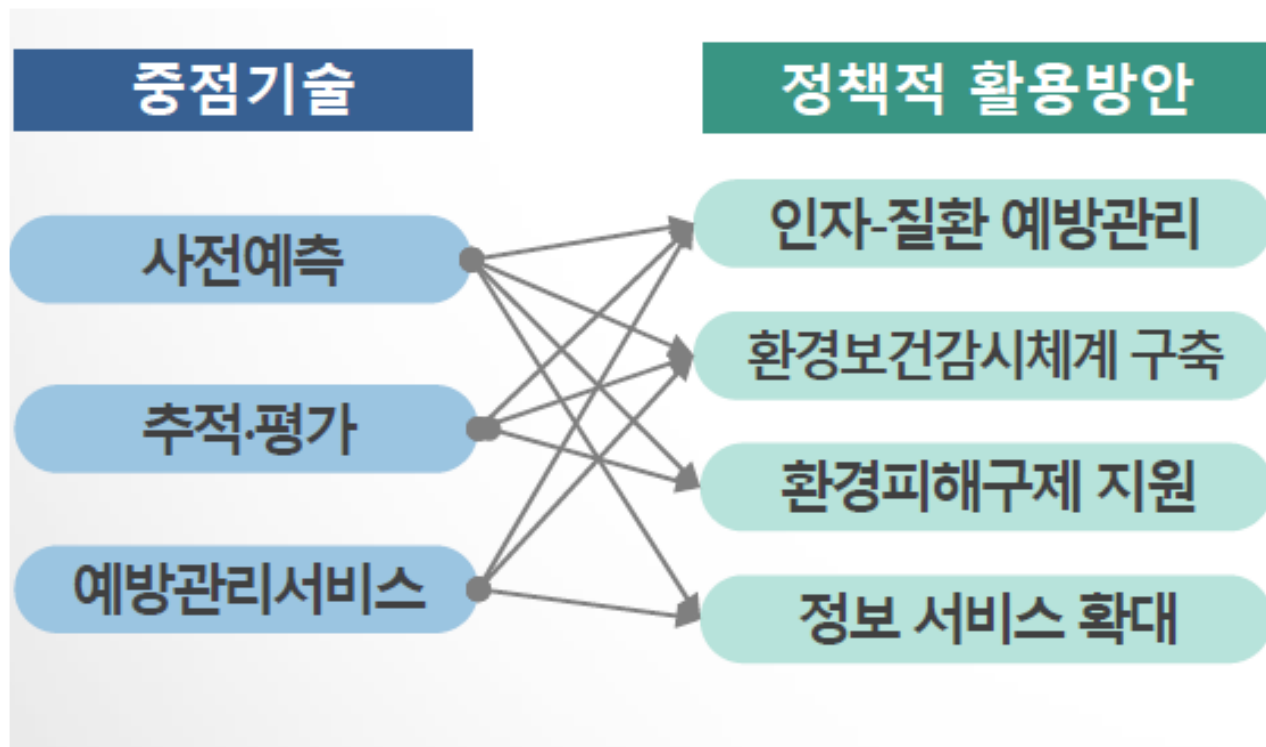 중점기술
정책적 활용방안
사전예측
추적·평가
예방관리서비스
인자-질환 예방관리
환경보건감시체계 구축
환경피해구제 지원
정보 서비스 확대